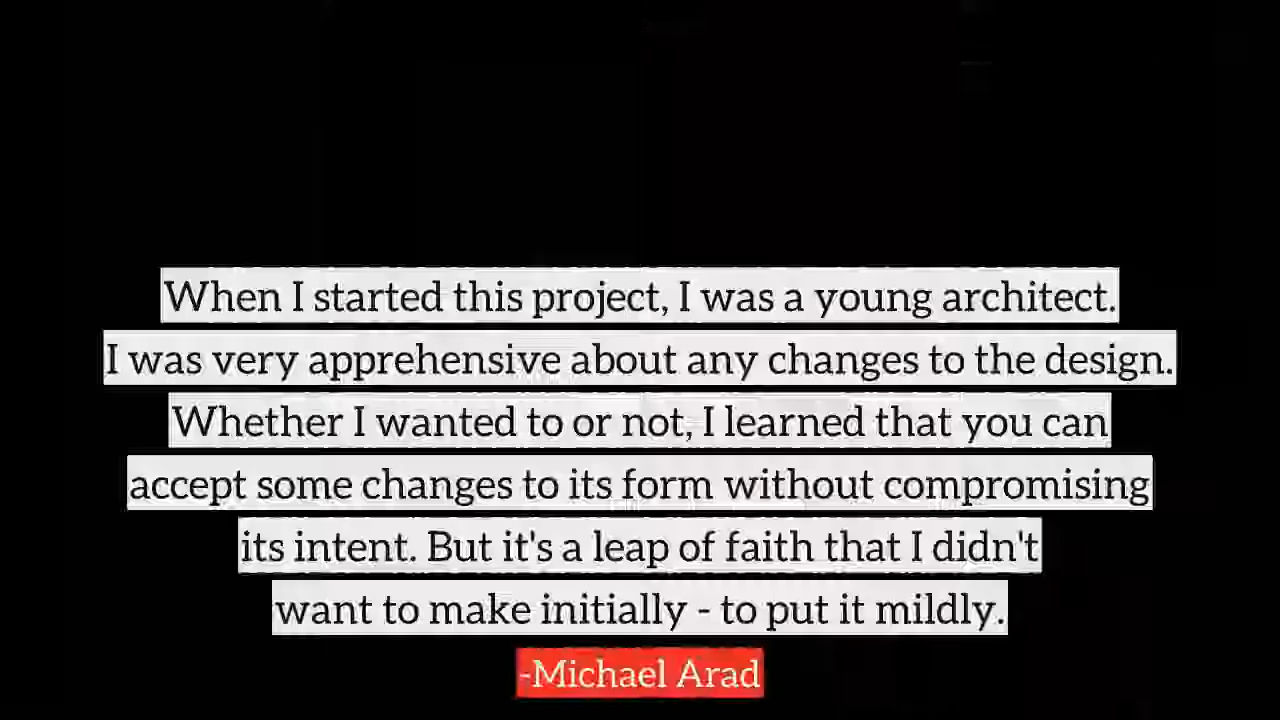 When I started this project, I was a young architect.
I was very apprehensive about any changes to the design.
Whether I wanted to or not, I learned that you can
accept some changes to its form without compromising
its intent. But it's a leap of faith that I didn't
want to make initially - to put it mildly.
-Michael Arad